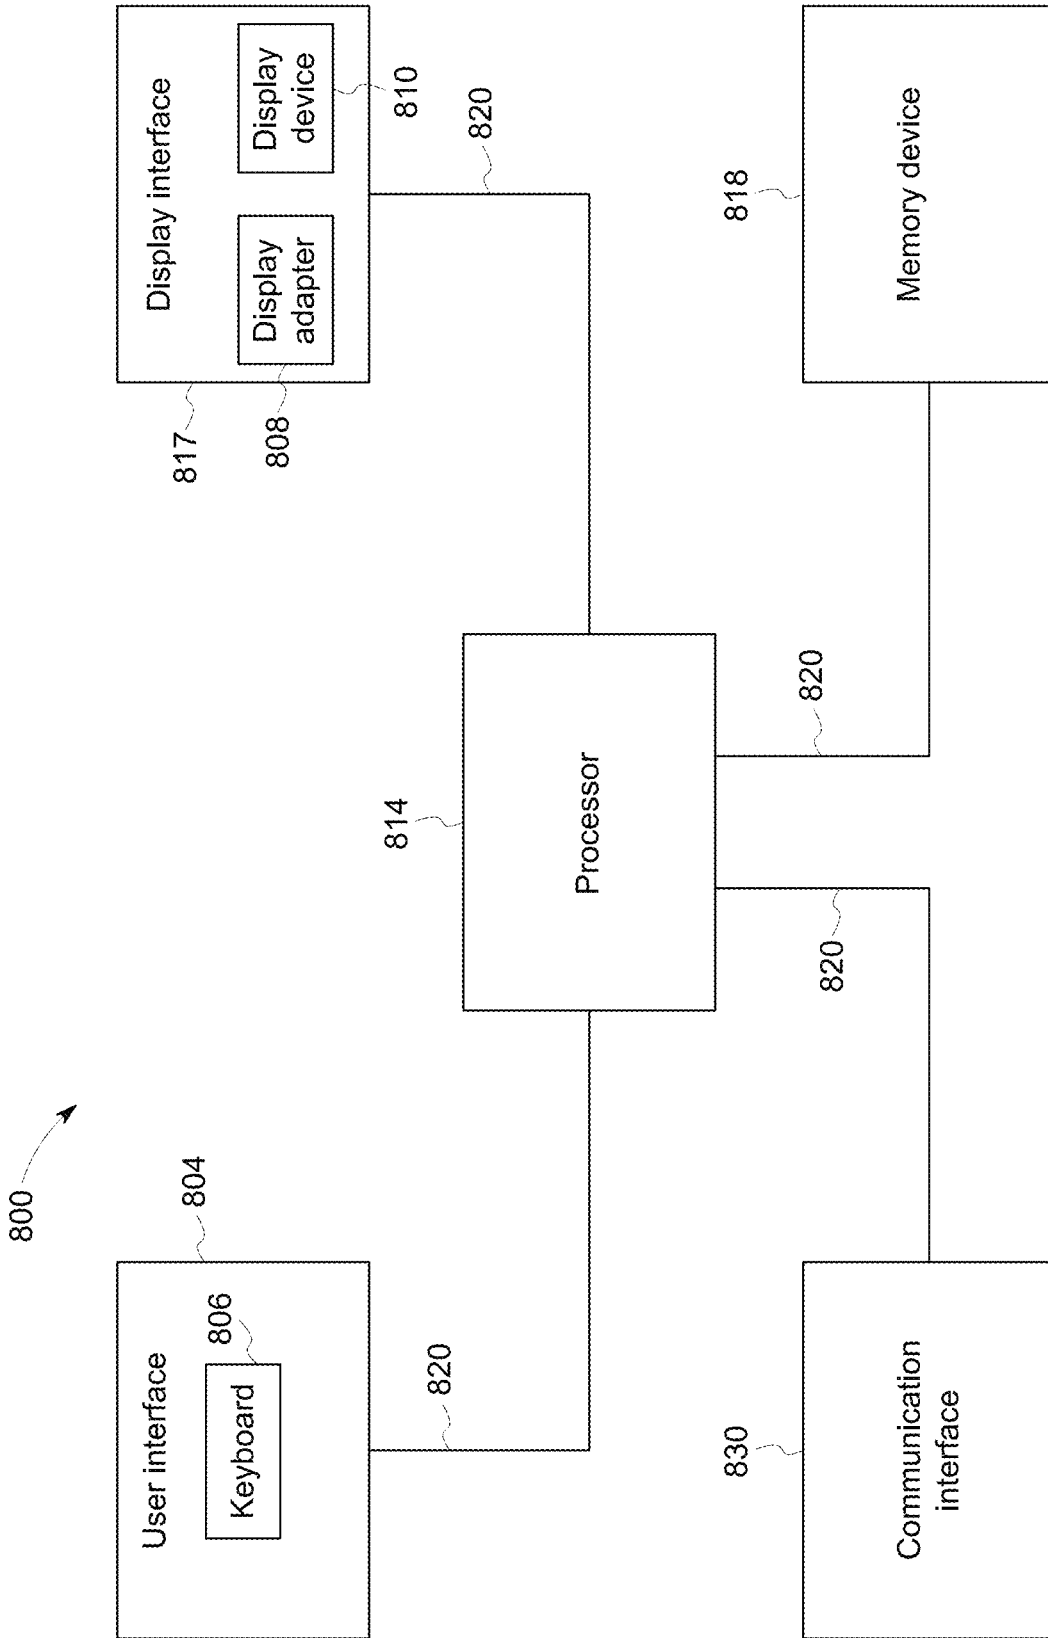 800
804
User interface
806
Keyboard
820
817
Display interface
808
Display
adapter
Display
device
810
820
814
Processor
820
820
830
Communication
interface
818
Memory device